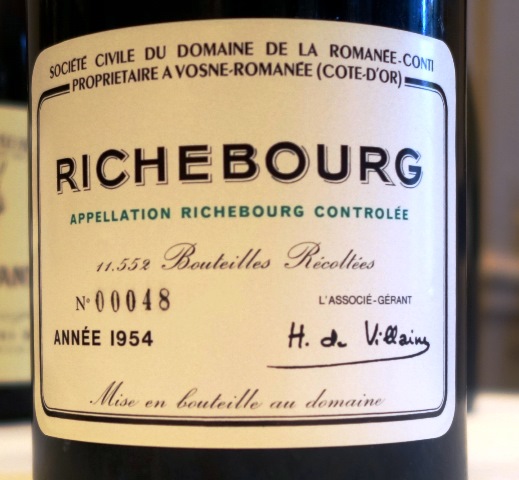 SOCIÉTÉ CIVILE DU DOMAINE DE LA ROMANÉE-CONTI
PROPRIETAIRE A VOSNE-ROMANÉE (COTE-D'OR)
RICHEBOURG
APPELLATION RICHEBOURG CONTROLÉE
11.552 Bouteilles Récoltées
N° 00048
L'ASSOCIÉ-GÉRANT
ANNÉE 1954
H. de Villaine
Mise en bouteille au domaine